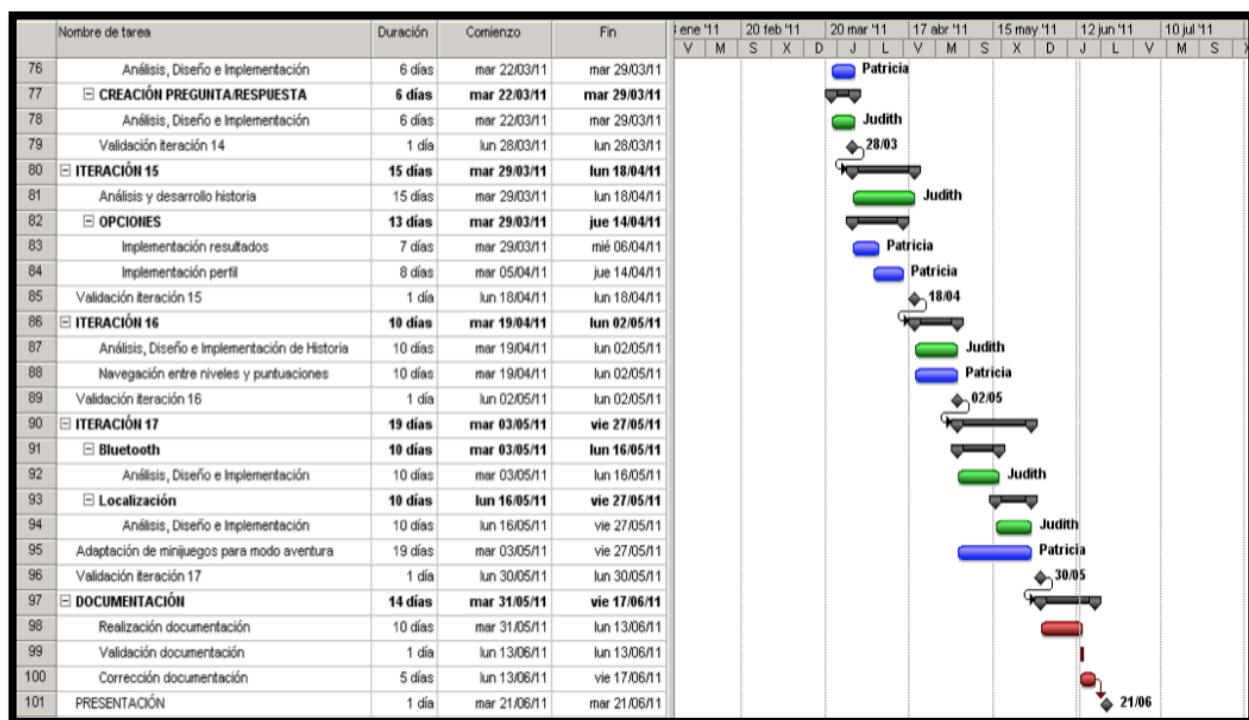 Nombre de tarea Duración Comienzo Fin ene '11 20 feb '11 20 mar '11 17 abr '11 15 may '11 12 jun '11 10 jul '11
V M S X D J L V M S X D J L V M S
76 Análisis, Diseño e Implementación 6 días mar 22/03/11 mar 29/03/11 Patricia
77 CREACIÓN PREGUNTA/RESPUESTA 6 días mar 22/03/11 mar 29/03/11
78 Análisis, Diseño e Implementación 6 días mar 22/03/11 mar 29/03/11 Judith
79 Validación iteración 14 1 día lun 28/03/11 lun 28/03/11 28/03
80 ITERACIÓN 15 15 días mar 29/03/11 lun 18/04/11
81 Análisis y desarrollo historia 15 días mar 29/03/11 lun 18/04/11 Judith
82 OPCIONES 13 días mar 29/03/11 jue 14/04/11
83 Implementación resultados 7 días mar 29/03/11 mié 06/04/11 Patricia
84 Implementación perfil 8 días mar 05/04/11 jue 14/04/11 Patricia
85 Validación iteración 15 1 día lun 18/04/11 lun 18/04/11 18/04
86 ITERACIÓN 16 10 días mar 19/04/11 lun 02/05/11
87 Análisis, Diseño e Implementación de Historia 10 días mar 19/04/11 lun 02/05/11 Judith
88 Navegación entre niveles y puntuaciones 10 días mar 19/04/11 lun 02/05/11 Patricia
89 Validación iteración 16 1 día lun 02/05/11 lun 02/05/11 02/05
90 ITERACIÓN 17 19 días mar 03/05/11 vie 27/05/11
91 Bluetooth 10 días mar 03/05/11 lun 16/05/11
92 Análisis, Diseño e Implementación 10 días mar 03/05/11 lun 16/05/11 Judith
93 Localización 10 días lun 16/05/11 vie 27/05/11
94 Análisis, Diseño e Implementación 10 días lun 16/05/11 vie 27/05/11 Judith
95 Adaptación de minijuegos para modo aventura 19 días mar 03/05/11 vie 27/05/11 Patricia
96 Validación iteración 17 1 día lun 30/05/11 lun 30/05/11 30/05
97 DOCUMENTACIÓN 14 días mar 31/05/11 vie 17/06/11
98 Realización documentación 10 días mar 31/05/11 lun 13/06/11
99 Validación documentación 1 día lun 13/06/11 lun 13/06/11
100 Corrección documentación 5 días lun 13/06/11 vie 17/06/11
101 PRESENTACIÓN 1 día mar 21/06/11 mar 21/06/11 21/06